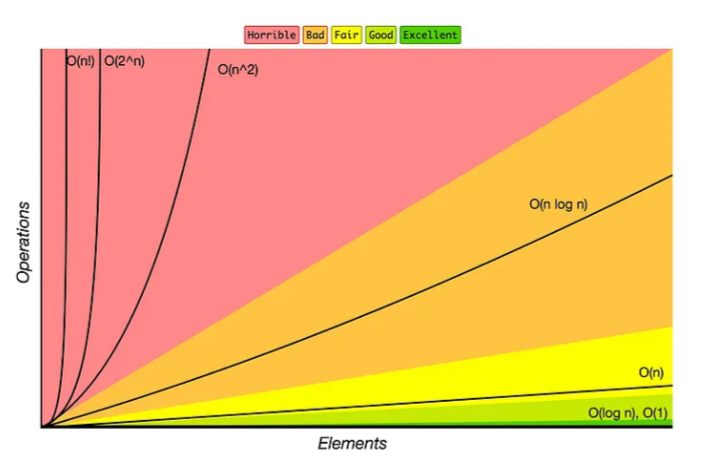 Horrible Bad Fair Good Excellent
O(n!) O(2^n)
O(n^2)
O(n log n)
Operations
O(n)
O(log n), O(1)
Elements